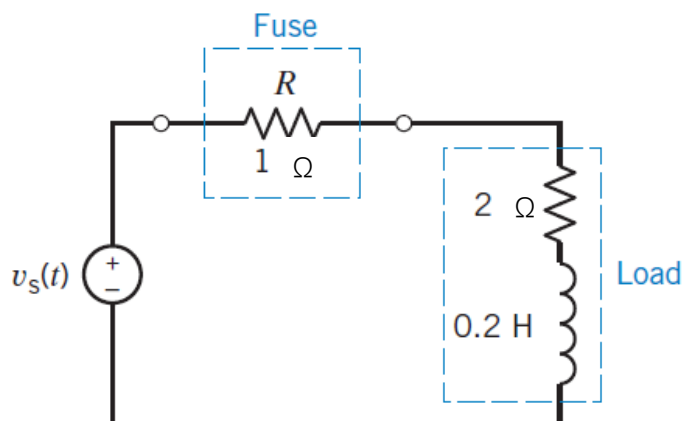 Fuse
R
1 Ω
2 Ω
+
vs(t)
−
Load
0.2 H